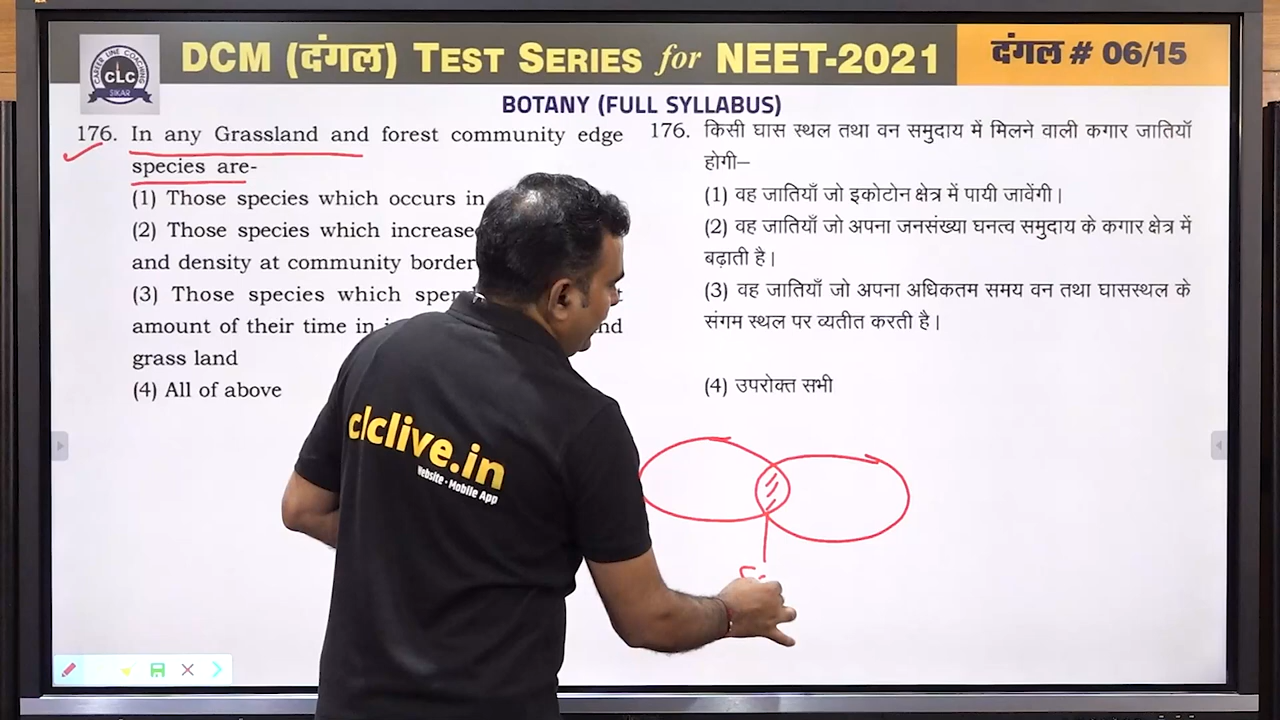 DCM (दंगल) TEST SERIES for NEET-2021
दंगल # 06/15
CAREER LINE COACHING
CLC
SIKAR
BOTANY (FULL SYLLABUS)
176. In any Grassland and forest community edge
species are-
(1) Those species which occurs in
(2) Those species which increase
and density at community border
(3) Those species which
amount of their time in
grass land
(4) All of above
176. किसी घास स्थल तथा वन समुदाय में मिलने वाली कगार जातियाँ
होगी–
(1) वह जातियाँ जो इकोटोन क्षेत्र में पायी जावेंगी।
(2) वह जातियाँ जो अपना जनसंख्या घनत्व समुदाय के कगार क्षेत्र में
बढ़ाती है।
(3) वह जातियाँ जो अपना अधिकतम समय वन तथा घासस्थल के
संगम स्थल पर व्यतीत करती है।
(4) उपरोक्त सभी
clclive.in
Website - Mobile App